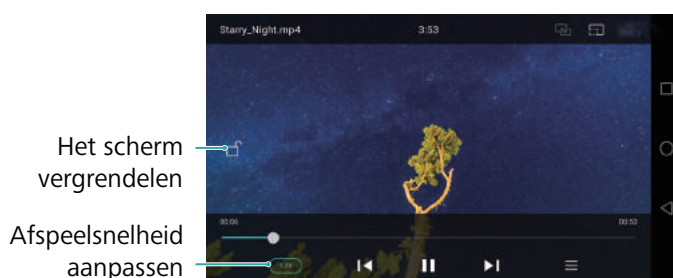 Starry_Night.mp4 3:53
Het scherm
vergrendelen
00:06 00:53
Afspeelsnelheid
aanpassen